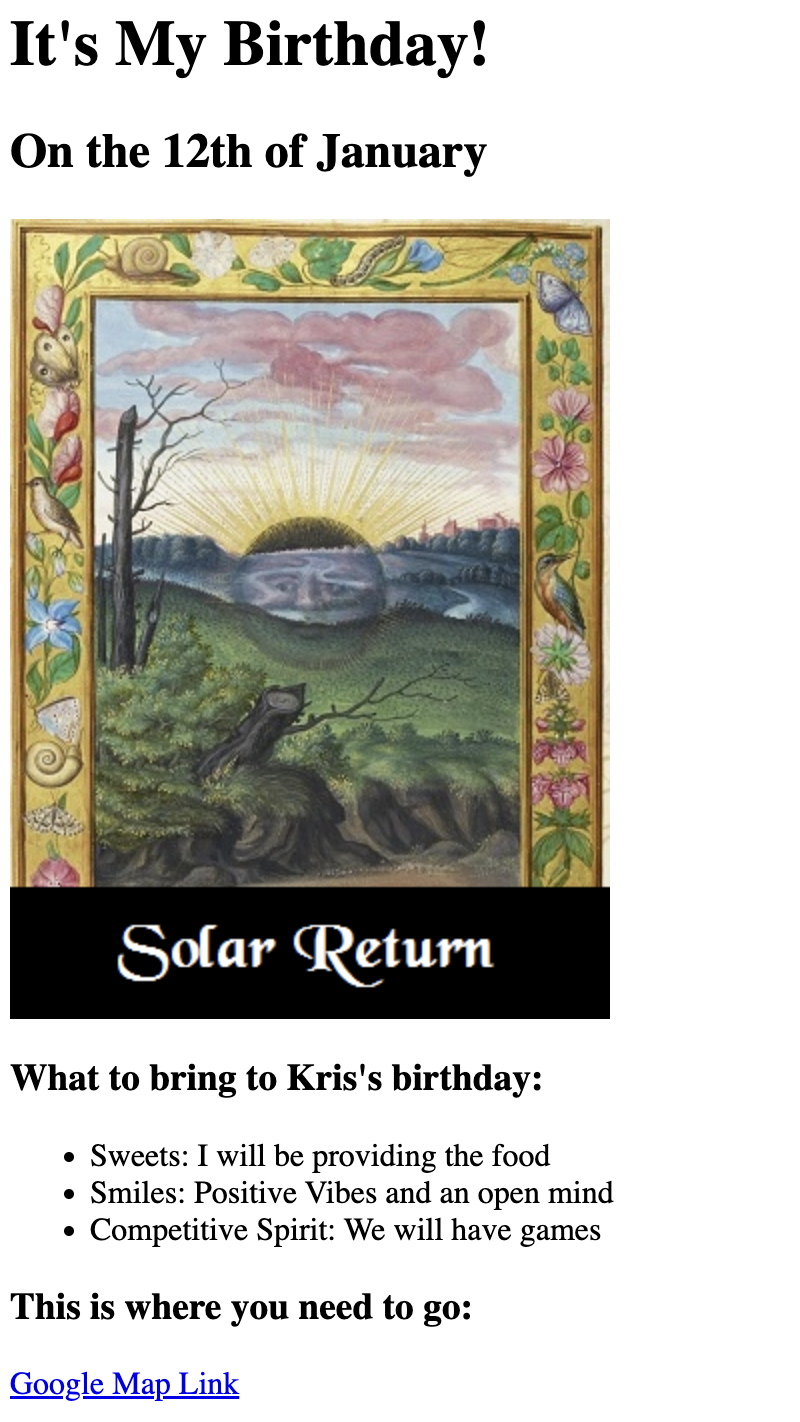 It's My Birthday!
On the 12th of January
Solar Return
What to bring to Kris's birthday:
• Sweets: I will be providing the food
• Smiles: Positive Vibes and an open mind
• Competitive Spirit: We will have games
This is where you need to go:
Google Map Link